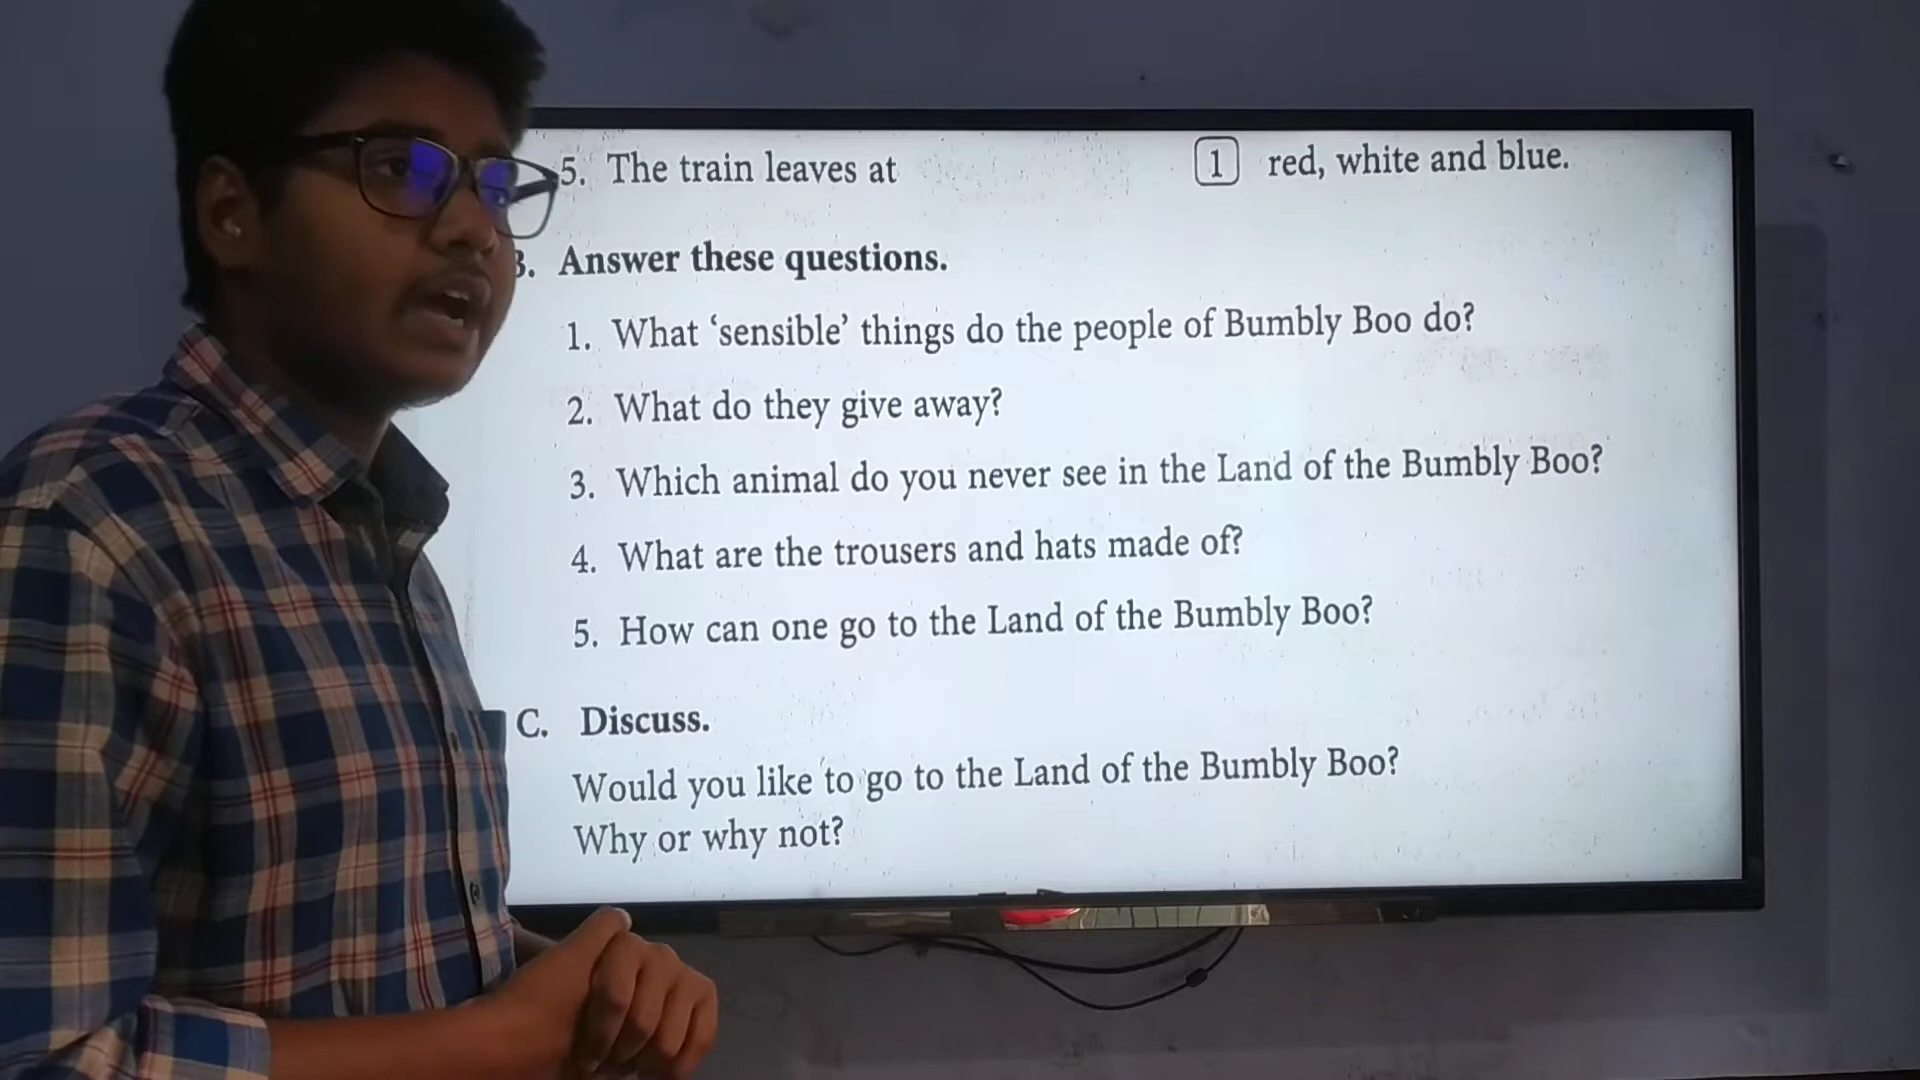 5. The train leaves at 1 red, white and blue.
B. Answer these questions.
1. What ‘sensible’ things do the people of Bumbly Boo do?
2. What do they give away?
3. Which animal do you never see in the Land of the Bumbly Boo?
4. What are the trousers and hats made of?
5. How can one go to the Land of the Bumbly Boo?
C. Discuss.
Would you like to go to the Land of the Bumbly Boo?
Why or why not?